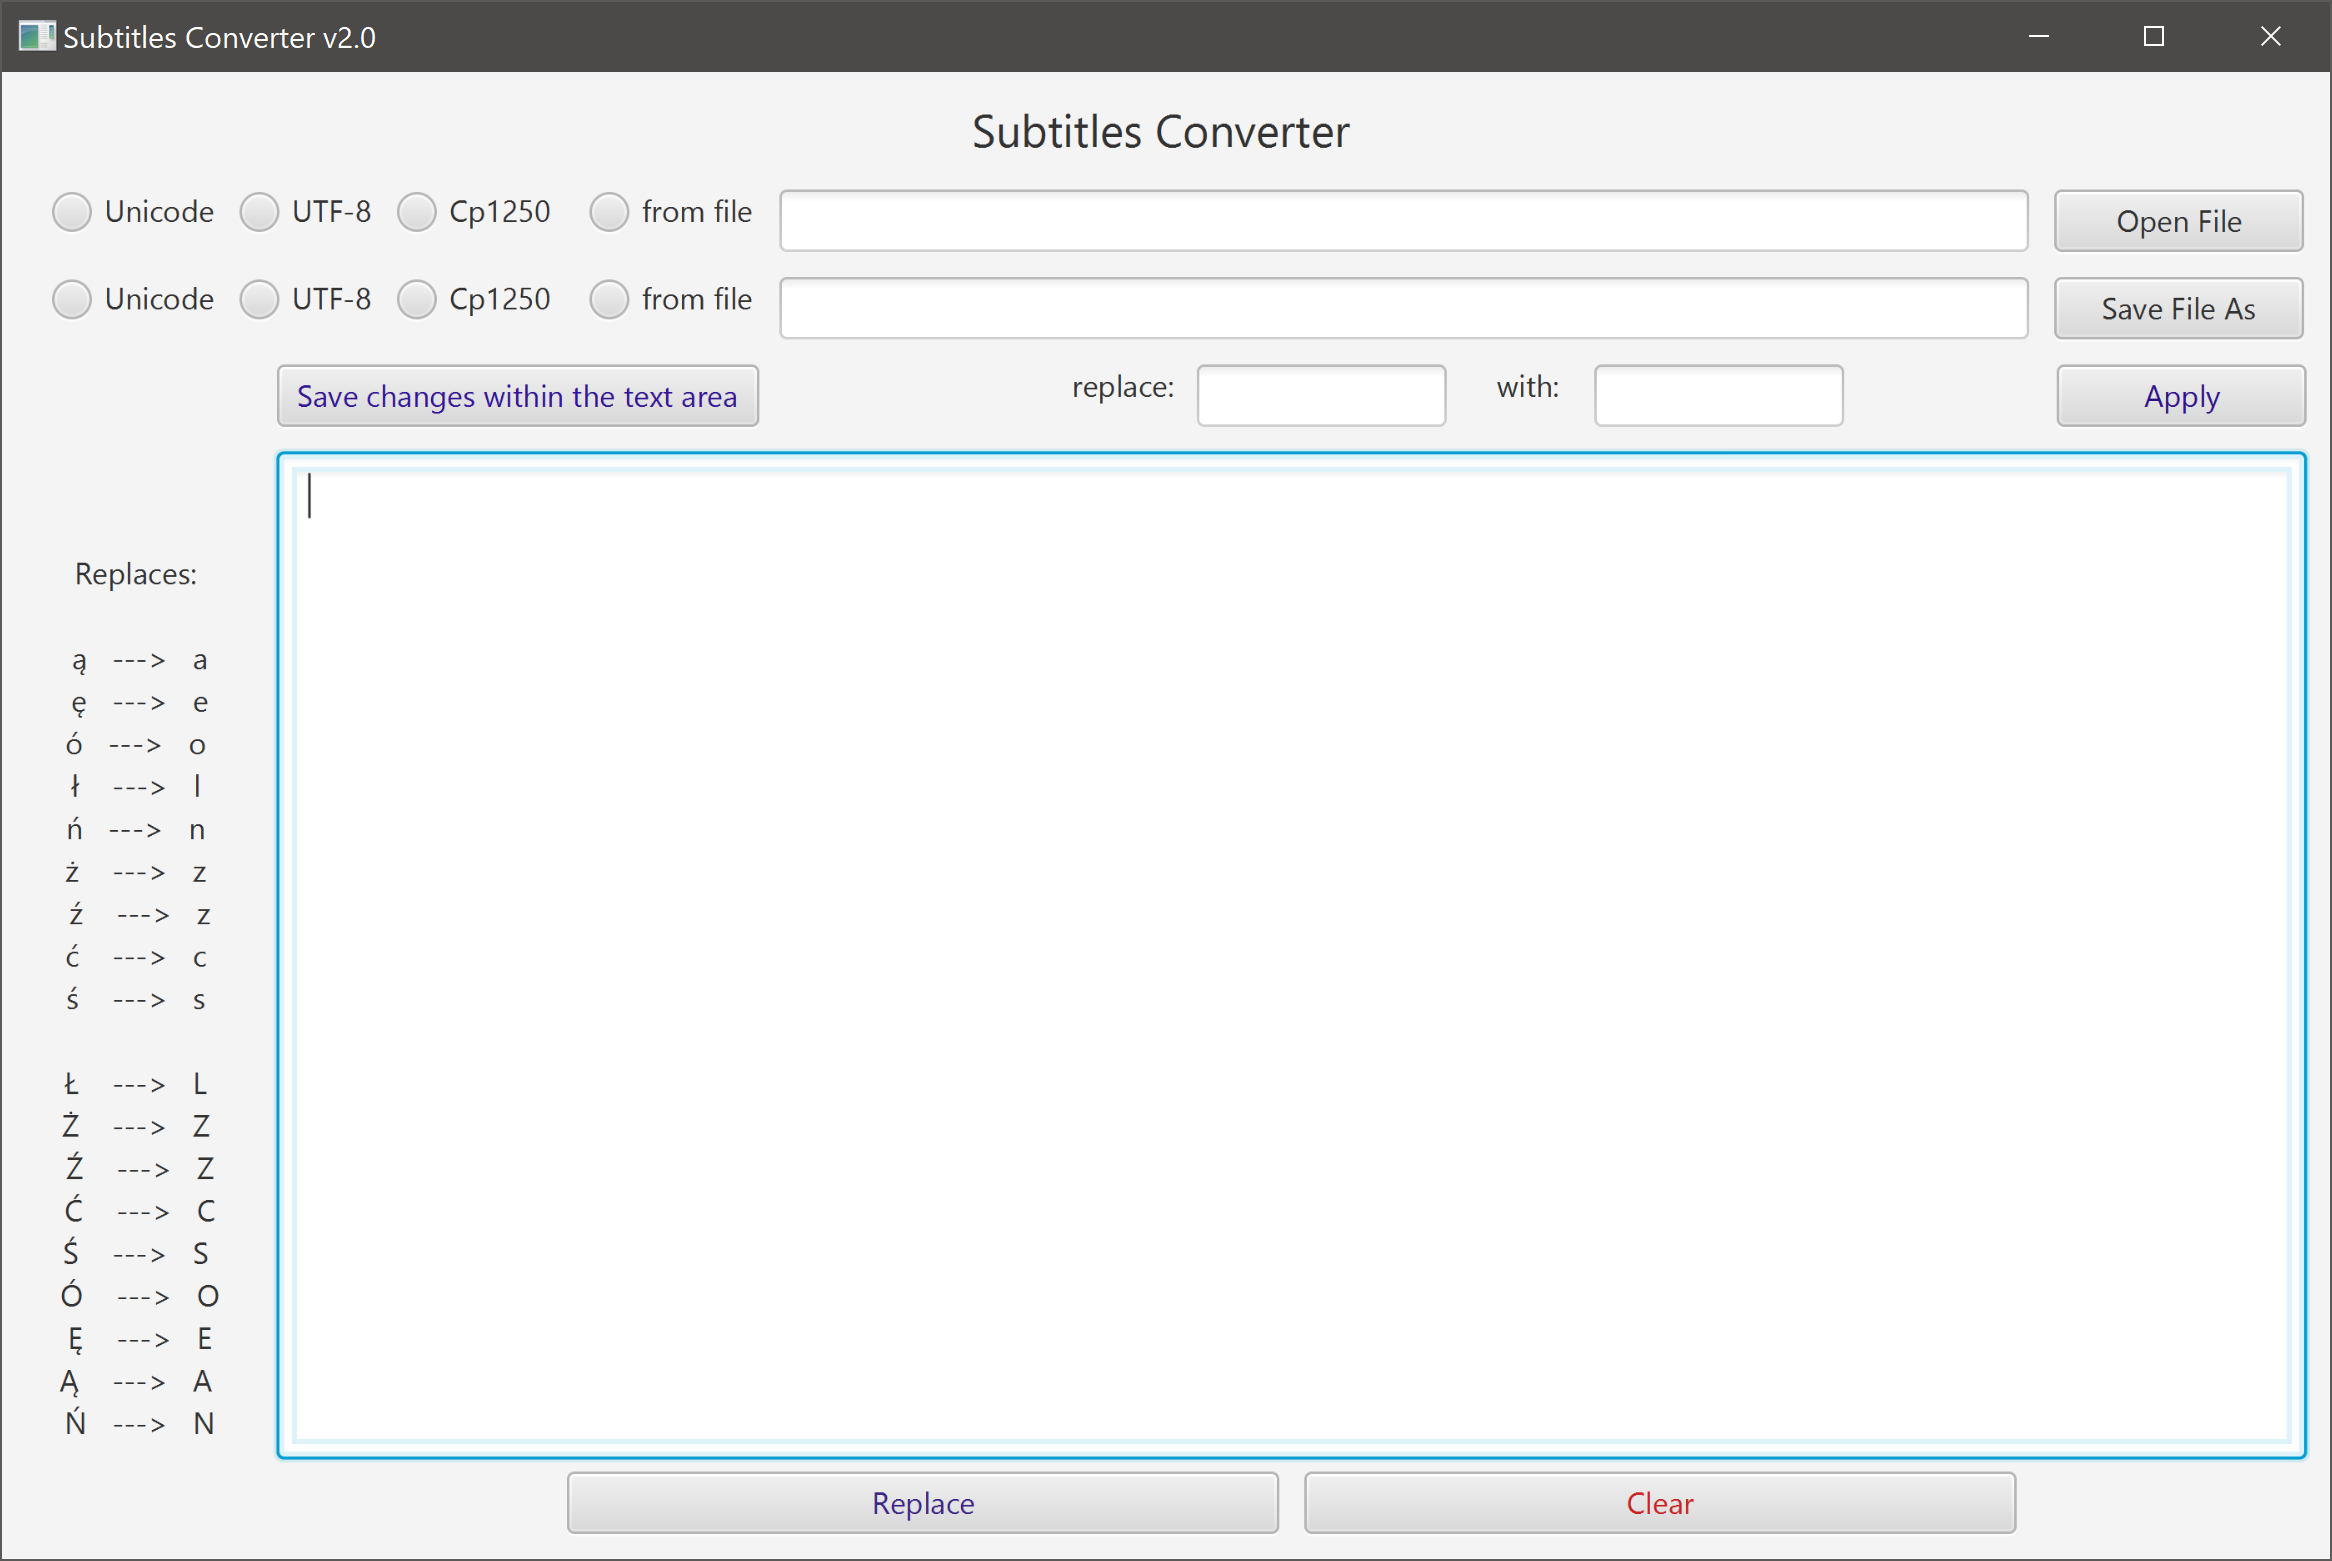 Subtitles Converter v2.0
Subtitles Converter
Unicode UTF-8 Cp1250 from file Open File
Unicode UTF-8 Cp1250 from file Save File As
Save changes within the text area replace: with: Apply
Replaces:
ą ---> a
ę ---> e
ó ---> o
ł ---> l
ń ---> n
ż ---> z
ź ---> z
ć ---> c
ś ---> s
Ł ---> L
Ż ---> Z
Ź ---> Z
Ć ---> C
Ś ---> S
Ó ---> O
Ę ---> E
Ą ---> A
Ń ---> N
Replace Clear